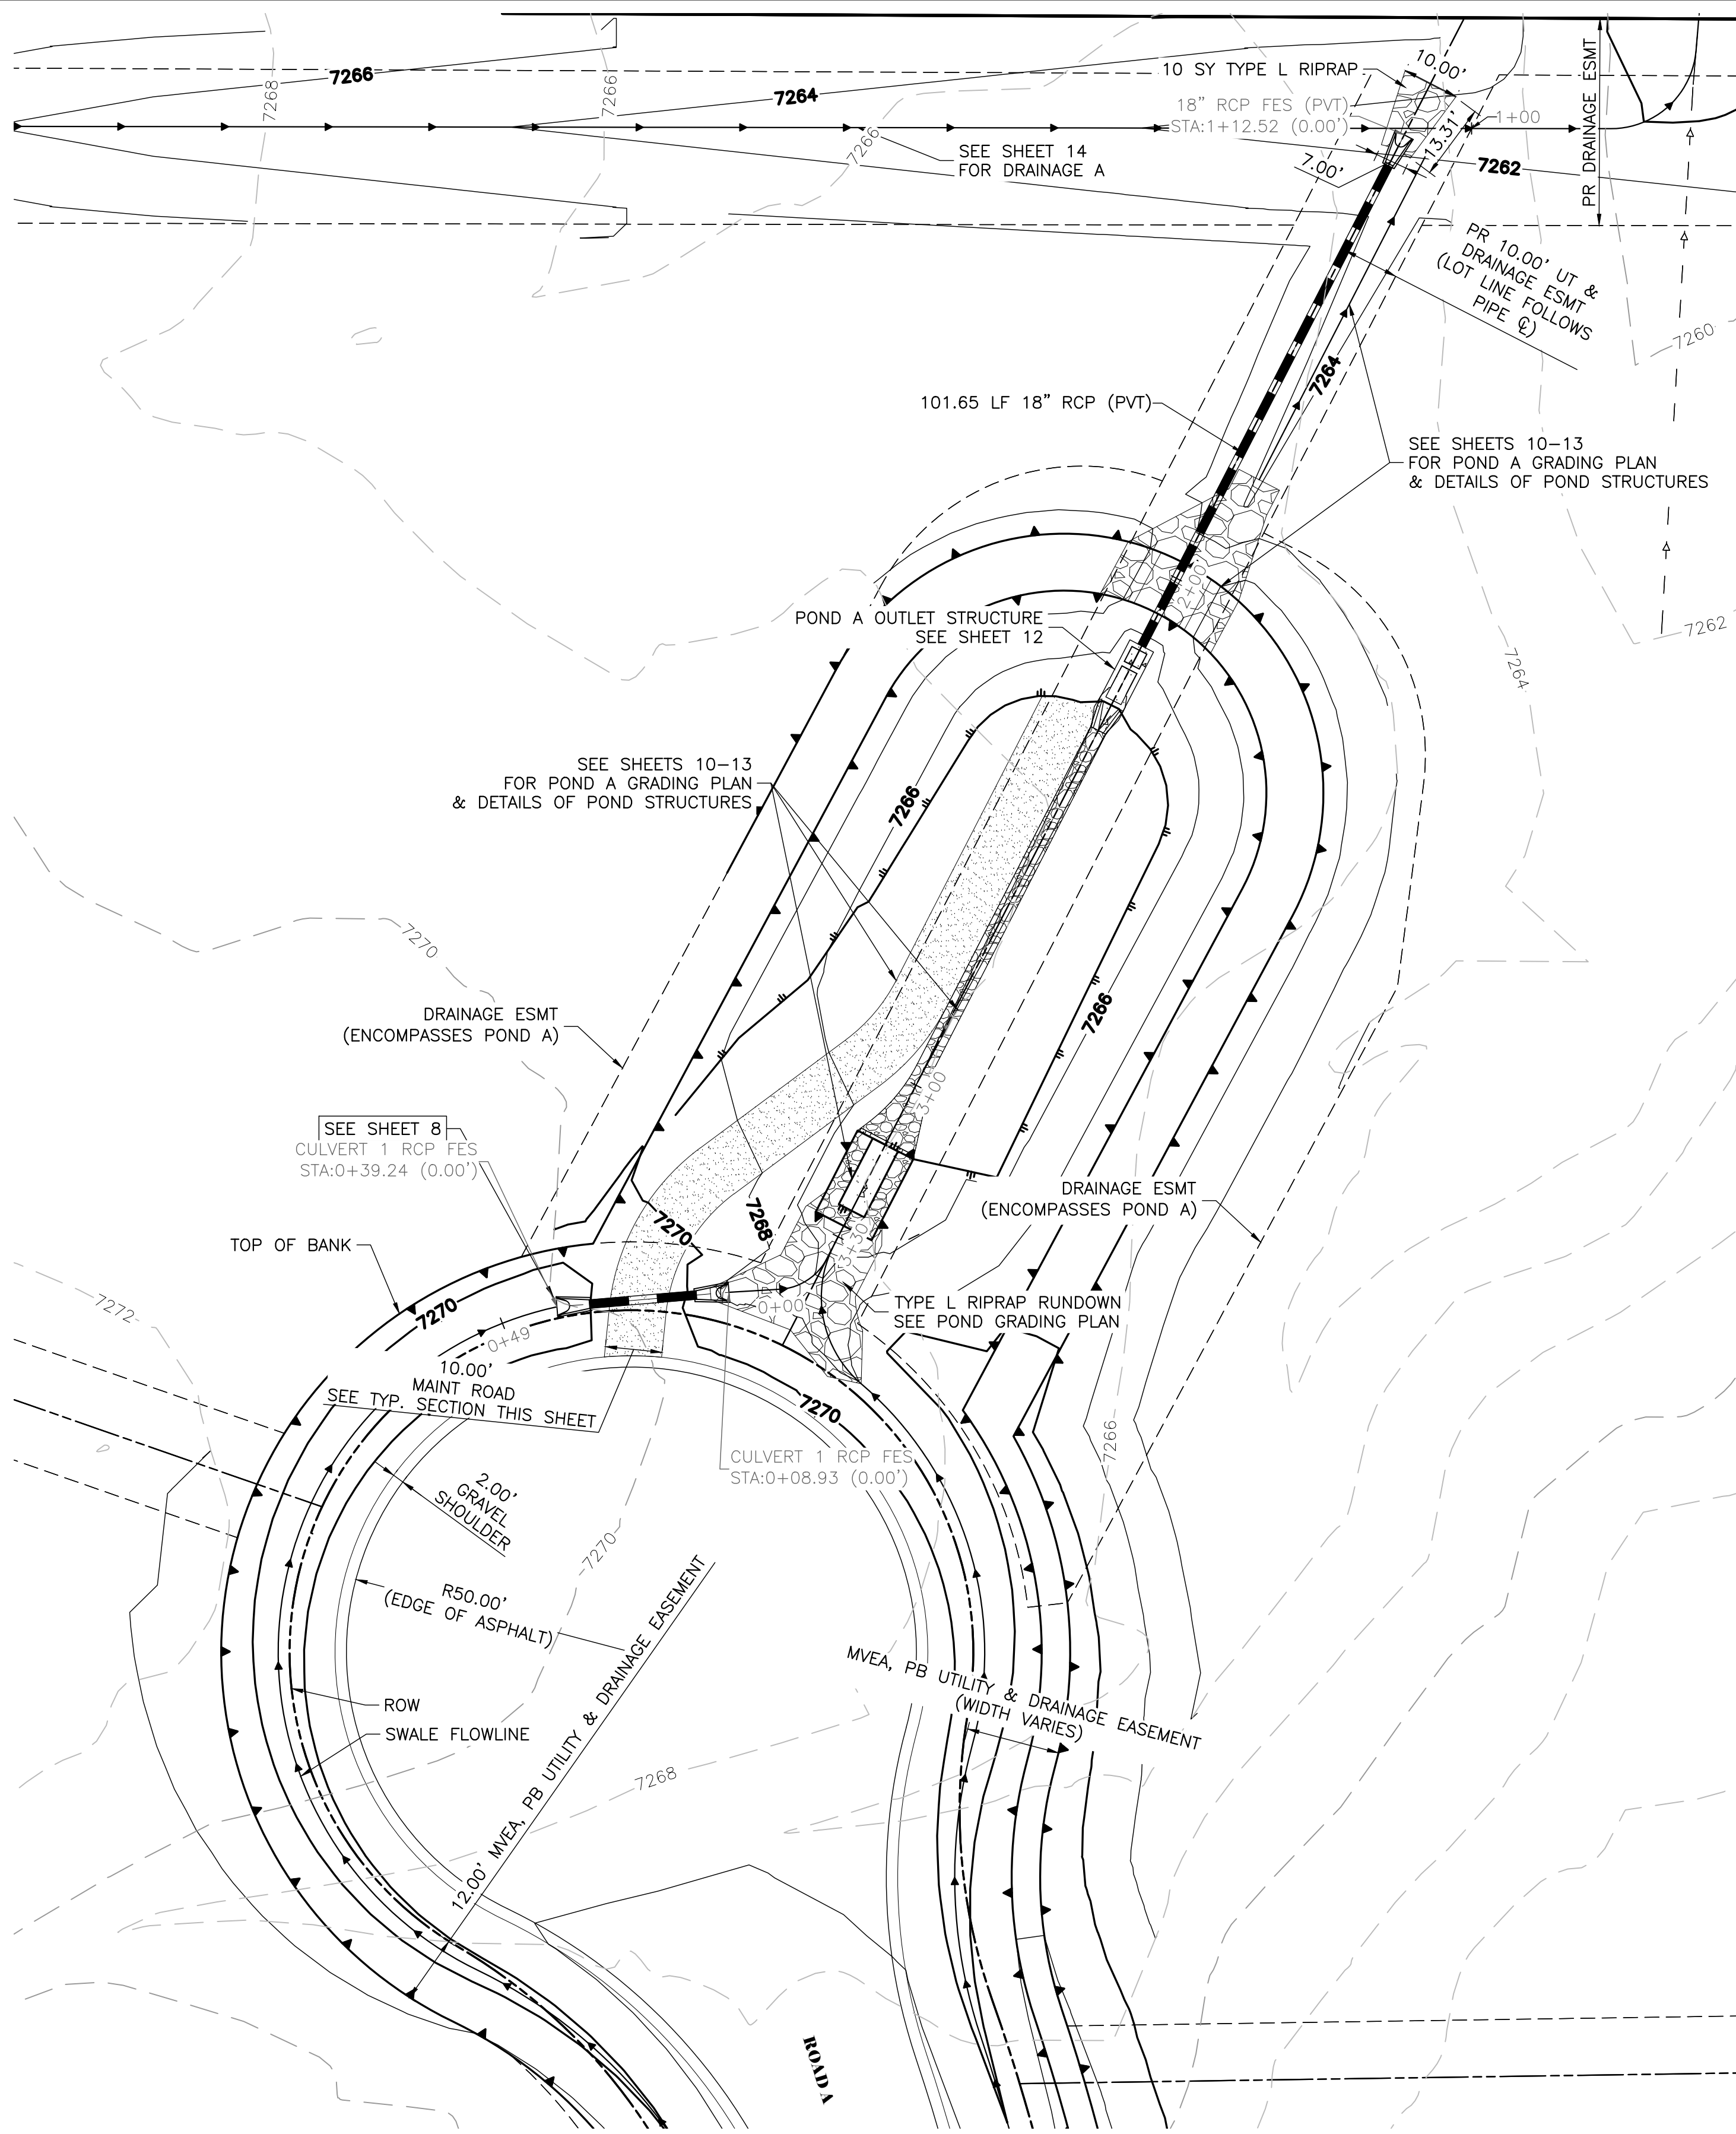 7266
7268
7266
7264
7266
10 SY TYPE L RIPRAP
10.00'
18" RCP FES (PVT)
STA:1+12.52 (0.00')
1+00
13.31'
7.00'
7262
PR DRAINAGE ESMT
SEE SHEET 14
FOR DRAINAGE A
PR 10.00' UT &
DRAINAGE ESMT
(LOT LINE FOLLOWS
PIPE ℄)
7260
7264
101.65 LF 18" RCP (PVT)
SEE SHEETS 10-13
FOR POND A GRADING PLAN
& DETAILS OF POND STRUCTURES
2+00
POND A OUTLET STRUCTURE
SEE SHEET 12
7262
7264
SEE SHEETS 10-13
FOR POND A GRADING PLAN
& DETAILS OF POND STRUCTURES
7266
7270
7266
DRAINAGE ESMT
(ENCOMPASSES POND A)
3+00
SEE SHEET 8
CULVERT 1 RCP FES
STA:0+39.24 (0.00')
DRAINAGE ESMT
(ENCOMPASSES POND A)
7270
7268
3+30
TOP OF BANK
7272
7270
0+49
0+00
TYPE L RIPRAP RUNDOWN
SEE POND GRADING PLAN
10.00'
MAINT ROAD
SEE TYP. SECTION THIS SHEET
7270
7266
CULVERT 1 RCP FES
STA:0+08.93 (0.00')
2.00'
GRAVEL
SHOULDER
7270
R50.00'
(EDGE OF ASPHALT)
12.00' MVEA, PB UTILITY & DRAINAGE EASEMENT
MVEA, PB UTILITY & DRAINAGE EASEMENT
(WIDTH VARIES)
ROW
SWALE FLOWLINE
7268
ROAD A